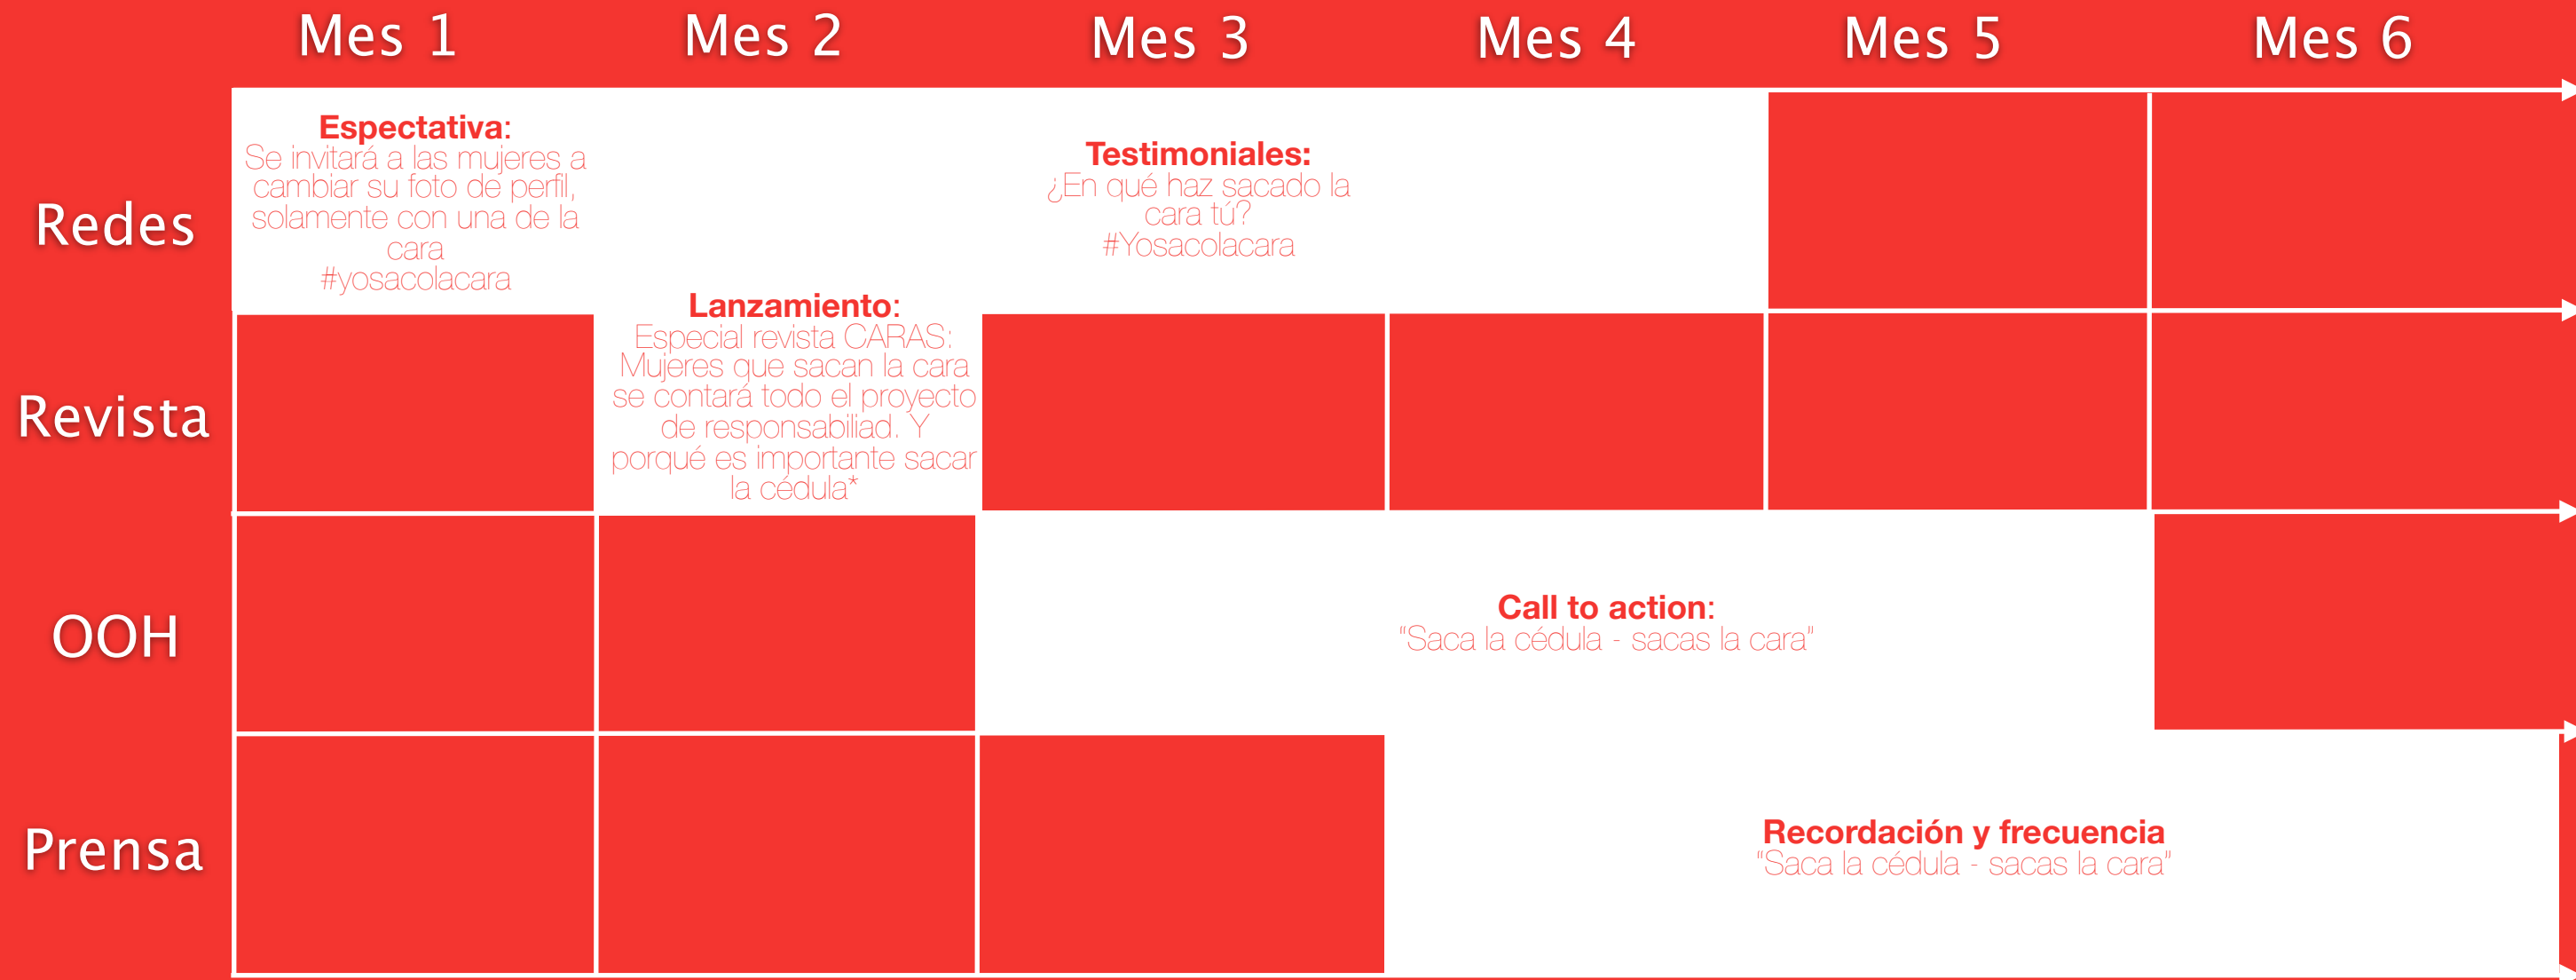 Mes 1
Mes 2
Mes 3
Mes 4
Mes 5
Mes 6
Redes
Espectativa:
Se invitará a las mujeres a
cambiar su foto de perfil,
solamente con una de la
cara
#yosacolacara
Testimoniales:
¿En qué haz sacado la
cara tú?
#Yosacolacara
Revista
Lanzamiento:
Especial revista CARAS:
Mujeres que sacan la cara
se contará todo el proyecto
de responsabiliad. Y
porqué es importante sacar
la cédula*
OOH
Call to action:
“Saca la cédula - sacas la cara”
Prensa
Recordación y frecuencia
“Saca la cédula - sacas la cara”